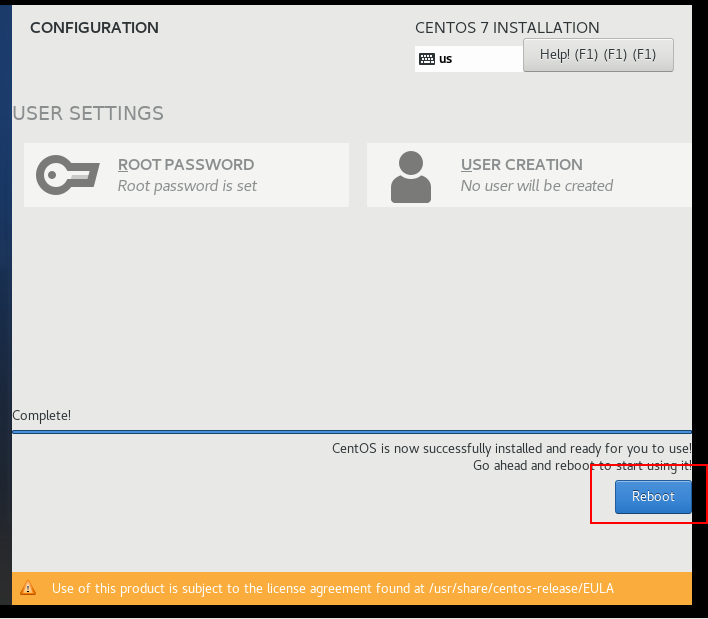 CONFIGURATION
CENTOS 7 INSTALLATION
us
Help! (F1) (F1) (F1)
USER SETTINGS
ROOT PASSWORD
Root password is set
USER CREATION
No user will be created
Complete!
CentOS is now successfully installed and ready for you to use!
Go ahead and reboot to start using it!
Reboot
Use of this product is subject to the license agreement found at /usr/share/centos-release/EULA